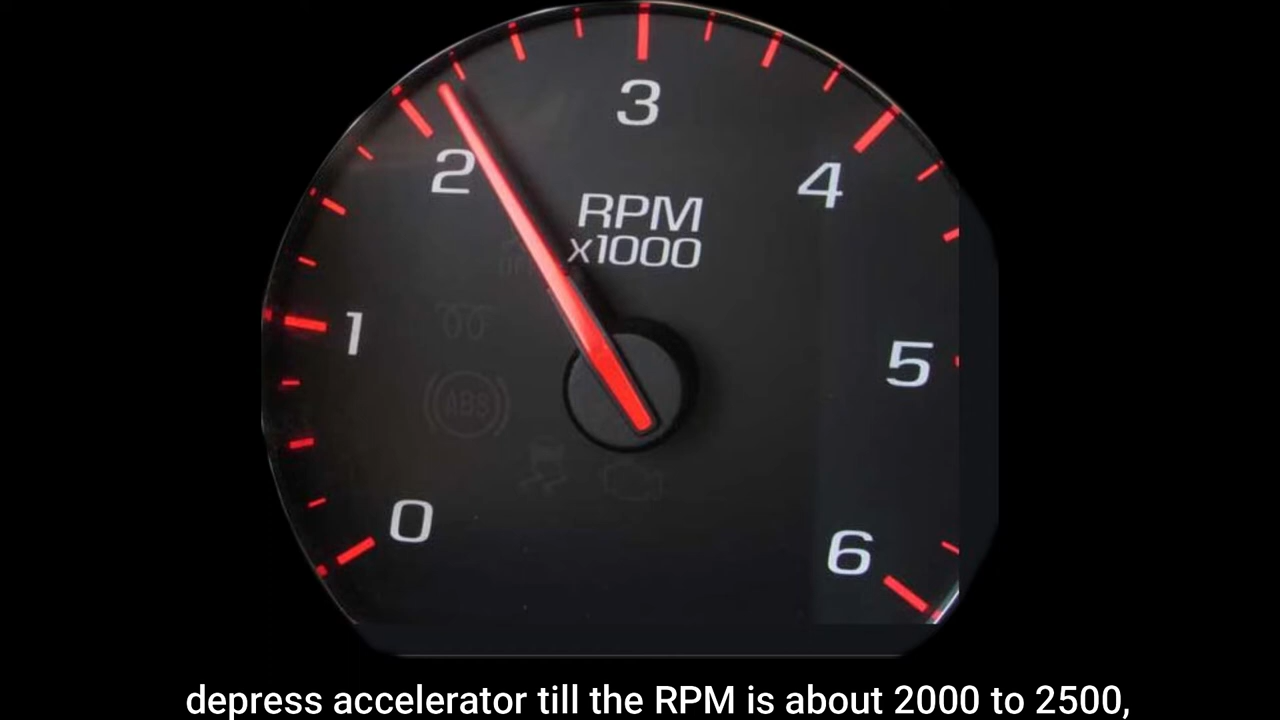 3
2
4
RPM
x1000
1
ABS
5
0
6
depress accelerator till the RPM is about 2000 to 2500,